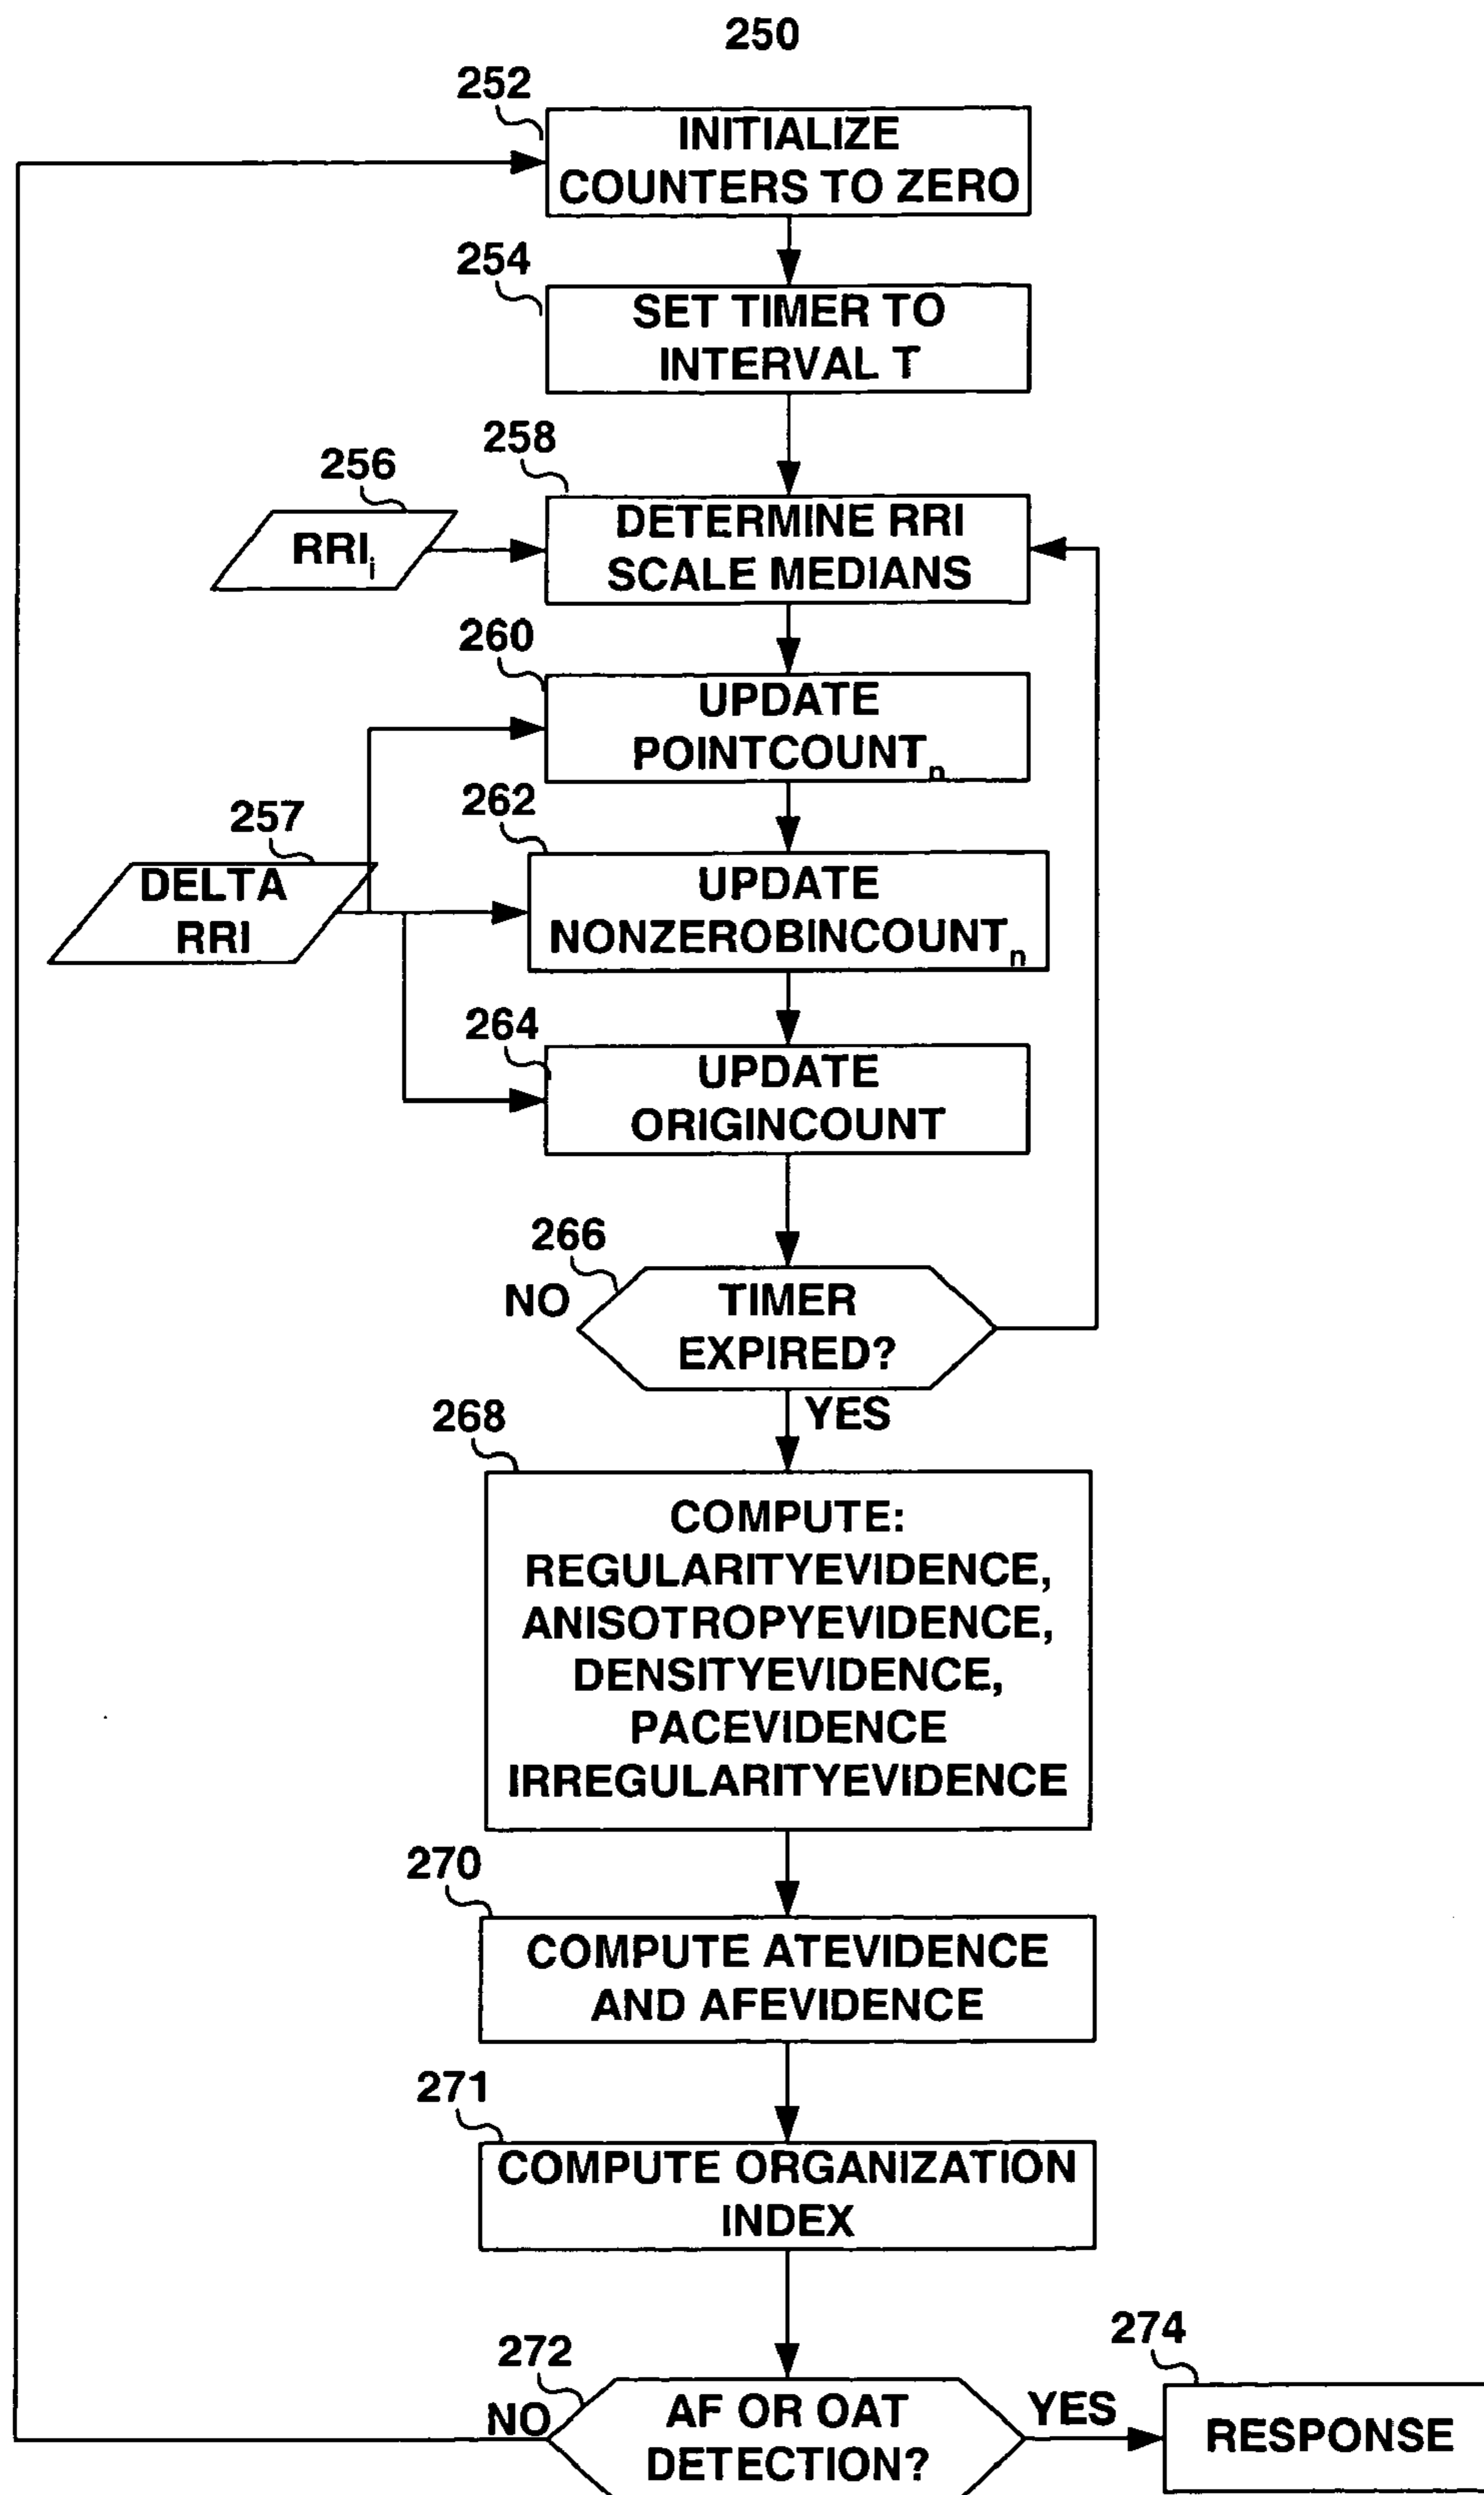 250
252
INITIALIZE
COUNTERS TO ZERO
254
SET TIMER TO
INTERVAL T
258
256
DETERMINE RRI
SCALE MEDIANS
RRIi
260
UPDATE
POINTCOUNTn
262
257
UPDATE
NONZEROBINCOUNTn
DELTA
RRI
264
UPDATE
ORIGINCOUNT
266
NO
TIMER
EXPIRED?
YES
268
COMPUTE:
REGULARITYEVIDENCE,
ANISOTROPYEVIDENCE,
DENSITYEVIDENCE,
PACEVIDENCE
IRREGULARITYEVIDENCE
270
COMPUTE ATEVIDENCE
AND AFEVIDENCE
271
COMPUTE ORGANIZATION
INDEX
274
272
NO
AF OR OAT
DETECTION?
YES
RESPONSE